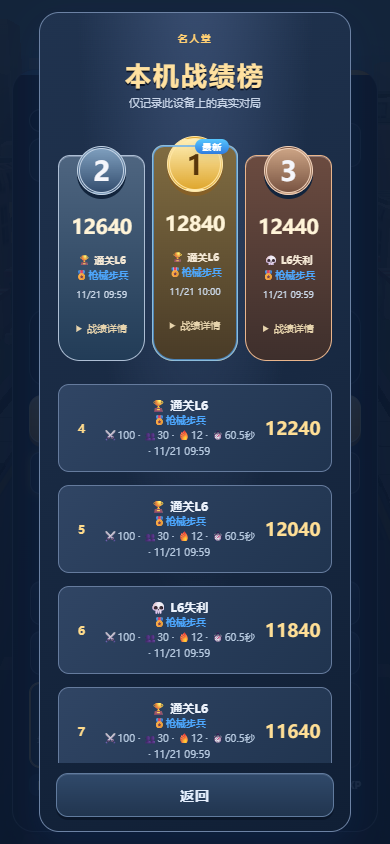 名人堂
本机战绩榜
仅记录此设备上的真实对局
2
12640
🏆 通关L6
🏅枪械步兵
11/21 09:59
▶ 战绩详情
最新
1
12840
🏆 通关L6
🏅枪械步兵
11/21 10:00
▶ 战绩详情
3
12440
💀 L6失利
🏅枪械步兵
11/21 09:59
▶ 战绩详情
4
🏆 通关L6
🏅枪械步兵
⚔️100 · 👣30 · 🔥12 · ⏰60.5秒
· 11/21 09:59
12240
5
🏆 通关L6
🏅枪械步兵
⚔️100 · 👣30 · 🔥12 · ⏰60.5秒
· 11/21 09:59
12040
6
💀 L6失利
🏅枪械步兵
⚔️100 · 👣30 · 🔥12 · ⏰60.5秒
· 11/21 09:59
11840
7
🏆 通关L6
🏅枪械步兵
⚔️100 · 👣30 · 🔥12 · ⏰60.5秒
· 11/21 09:59
11640
返回